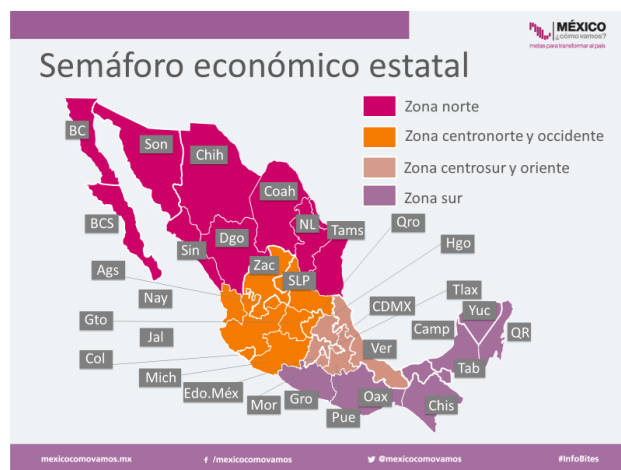 MÉXICO
¿cómo vamos?
metas para transformar al país
Semáforo económico estatal
Zona norte
Zona centronorte y occidente
Zona centrosur y oriente
Zona sur
BC
Son
Chih
Coah
BCS
NL
Tams
Qro
Sin
Dgo
Hgo
Ags
Zac
SLP
Nay
CDMX
Tlax
Gto
Yuc
Jal
Camp
QR
Col
Ver
Tab
Mich
Edo.Méx
Mor
Gro
Pue
Oax
Chis
mexicocomovamos.mx
/mexicocomovamos
@mexicocomovamos
#InfoBites